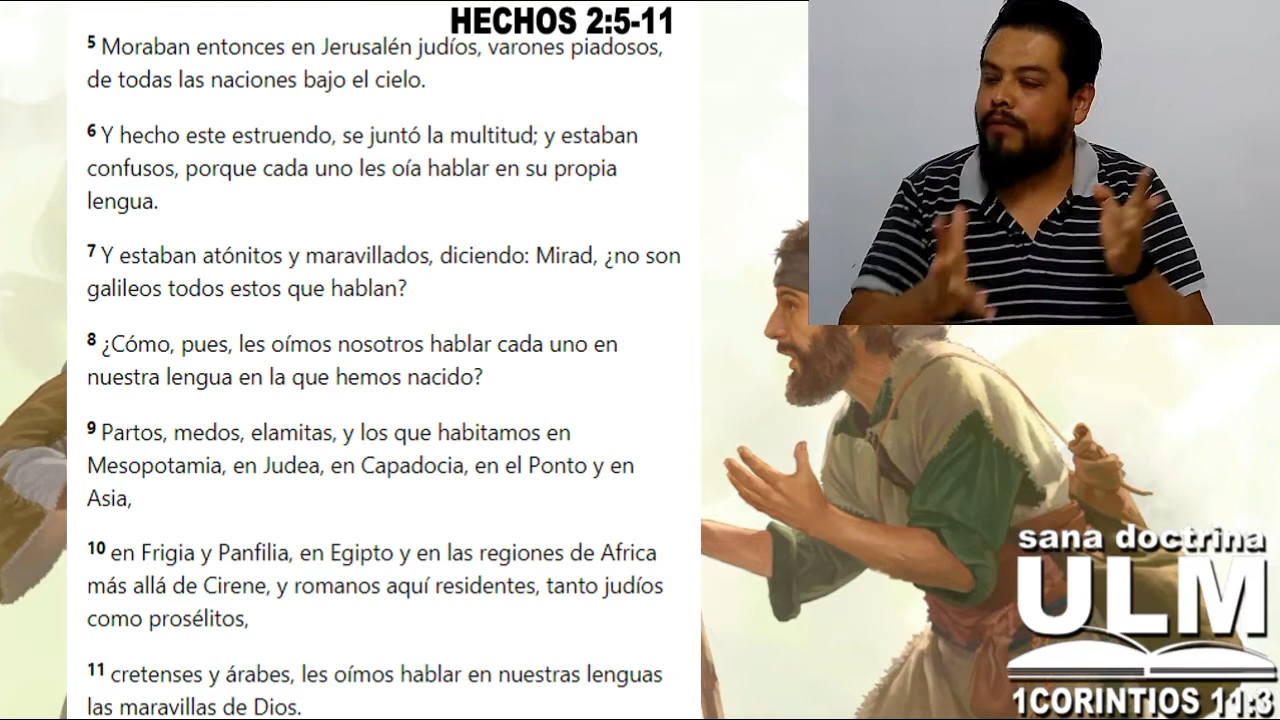 HECHOS 2:5-11
5 Moraban entonces en Jerusalén judíos, varones piadosos,
de todas las naciones bajo el cielo.
6 Y hecho este estruendo, se juntó la multitud; y estaban
confusos, porque cada uno les oía hablar en su propia
lengua.
7 Y estaban atónitos y maravillados, diciendo: Mirad, ¿no son
galileos todos estos que hablan?
8 ¿Cómo, pues, les oímos nosotros hablar cada uno en
nuestra lengua en la que hemos nacido?
9 Partos, medos, elamitas, y los que habitamos en
Mesopotamia, en Judea, en Capadocia, en el Ponto y en
Asia,
10 en Frigia y Panfilia, en Egipto y en las regiones de Africa
más allá de Cirene, y romanos aquí residentes, tanto judíos
como prosélitos,
11 cretenses y árabes, les oímos hablar en nuestras lenguas
las maravillas de Dios.
sana doctrina
ULM
1CORINTIOS 11:3